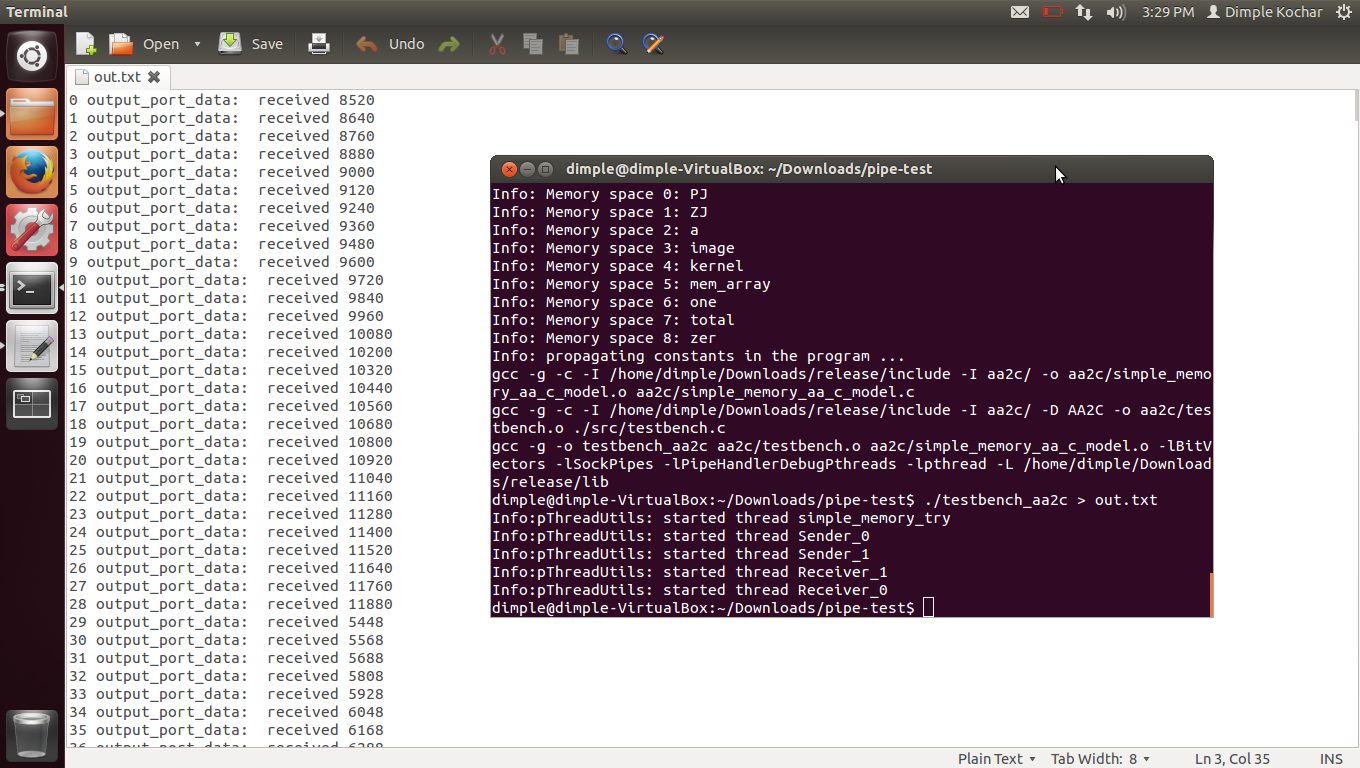 Terminal
3:29 PM Dimple Kochar
Open Save Undo
out.txt
0 output_port_data:  received 8520
1 output_port_data:  received 8640
2 output_port_data:  received 8760
3 output_port_data:  received 8880
4 output_port_data:  received 9000
5 output_port_data:  received 9120
6 output_port_data:  received 9240
7 output_port_data:  received 9360
8 output_port_data:  received 9480
9 output_port_data:  received 9600
10 output_port_data:  received 9720
11 output_port_data:  received 9840
12 output_port_data:  received 9960
13 output_port_data:  received 10080
14 output_port_data:  received 10200
15 output_port_data:  received 10320
16 output_port_data:  received 10440
17 output_port_data:  received 10560
18 output_port_data:  received 10680
19 output_port_data:  received 10800
20 output_port_data:  received 10920
21 output_port_data:  received 11040
22 output_port_data:  received 11160
23 output_port_data:  received 11280
24 output_port_data:  received 11400
25 output_port_data:  received 11520
26 output_port_data:  received 11640
27 output_port_data:  received 11760
28 output_port_data:  received 11880
29 output_port_data:  received 5448
30 output_port_data:  received 5568
31 output_port_data:  received 5688
32 output_port_data:  received 5808
33 output_port_data:  received 5928
34 output_port_data:  received 6048
35 output_port_data:  received 6168
36 output_port_data:  received 6288
dimple@dimple-VirtualBox: ~/Downloads/pipe-test
Info: Memory space 0: PJ
Info: Memory space 1: ZJ
Info: Memory space 2: a
Info: Memory space 3: image
Info: Memory space 4: kernel
Info: Memory space 5: mem_array
Info: Memory space 6: one
Info: Memory space 7: total
Info: Memory space 8: zer
Info: propagating constants in the program ...
gcc -g -c -I /home/dimple/Downloads/release/include -I aa2c/ -o aa2c/simple_memo
ry_aa_c_model.o aa2c/simple_memory_aa_c_model.c
gcc -g -c -I /home/dimple/Downloads/release/include -I aa2c/ -D AA2C -o aa2c/tes
tbench.o ./src/testbench.c
gcc -g -o testbench_aa2c aa2c/testbench.o aa2c/simple_memory_aa_c_model.o -lBitV
ectors -lSockPipes -lPipeHandlerDebugPthreads -lpthread -L /home/dimple/Download
s/release/lib
dimple@dimple-VirtualBox:~/Downloads/pipe-test$ ./testbench_aa2c > out.txt
Info:pThreadUtils: started thread simple_memory_try
Info:pThreadUtils: started thread Sender_0
Info:pThreadUtils: started thread Sender_1
Info:pThreadUtils: started thread Receiver_1
Info:pThreadUtils: started thread Receiver_0
dimple@dimple-VirtualBox:~/Downloads/pipe-test$
Plain Text Tab Width: 8 Ln 3, Col 35 INS